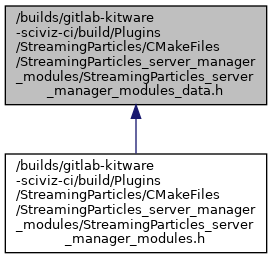 /builds/gitlab-kitware
-sciviz-ci/build/Plugins
/StreamingParticles/CMakeFiles
/StreamingParticles_server_manager
_modules/StreamingParticles_server
_manager_modules_data.h
/builds/gitlab-kitware
-sciviz-ci/build/Plugins
/StreamingParticles/CMakeFiles
/StreamingParticles_server_manager
_modules/StreamingParticles_server
_manager_modules.h